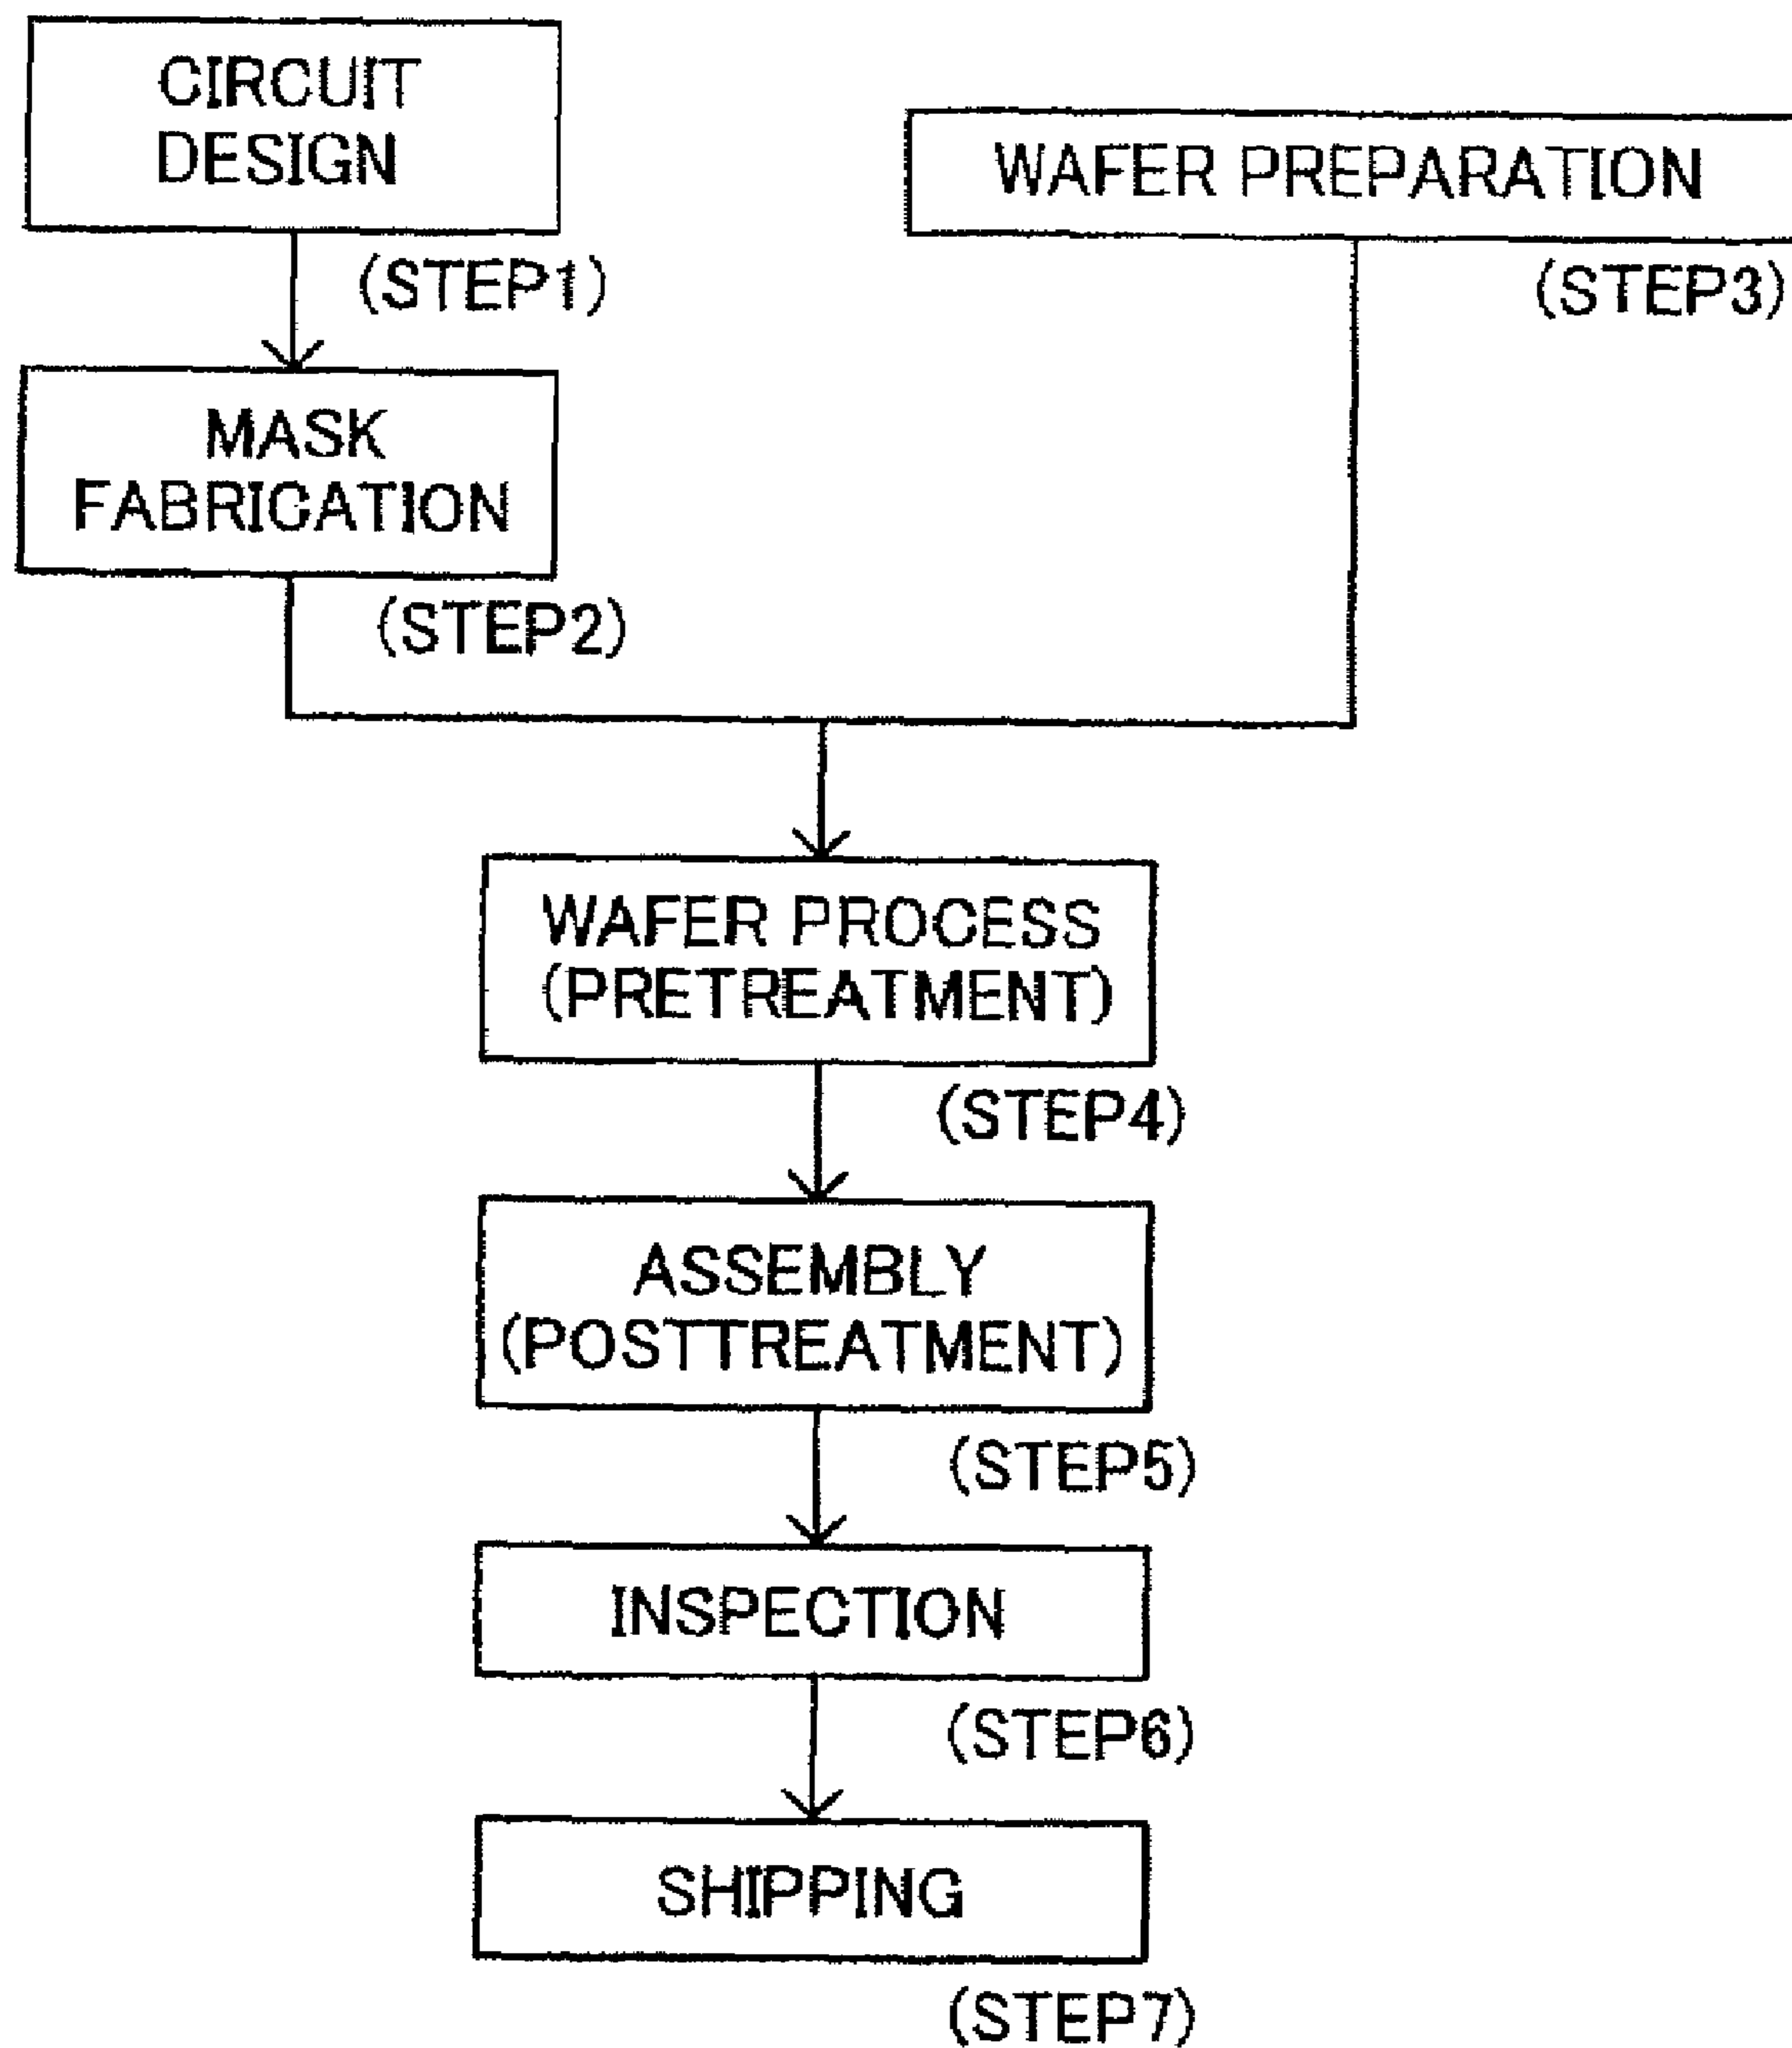 CIRCUIT
DESIGN
(STEP1)
MASK
FABRICATION
(STEP2)
WAFER PREPARATION
(STEP3)
WAFER PROCESS
(PRETREATMENT)
(STEP4)
ASSEMBLY
(POSTTREATMENT)
(STEP5)
INSPECTION
(STEP6)
SHIPPING
(STEP7)